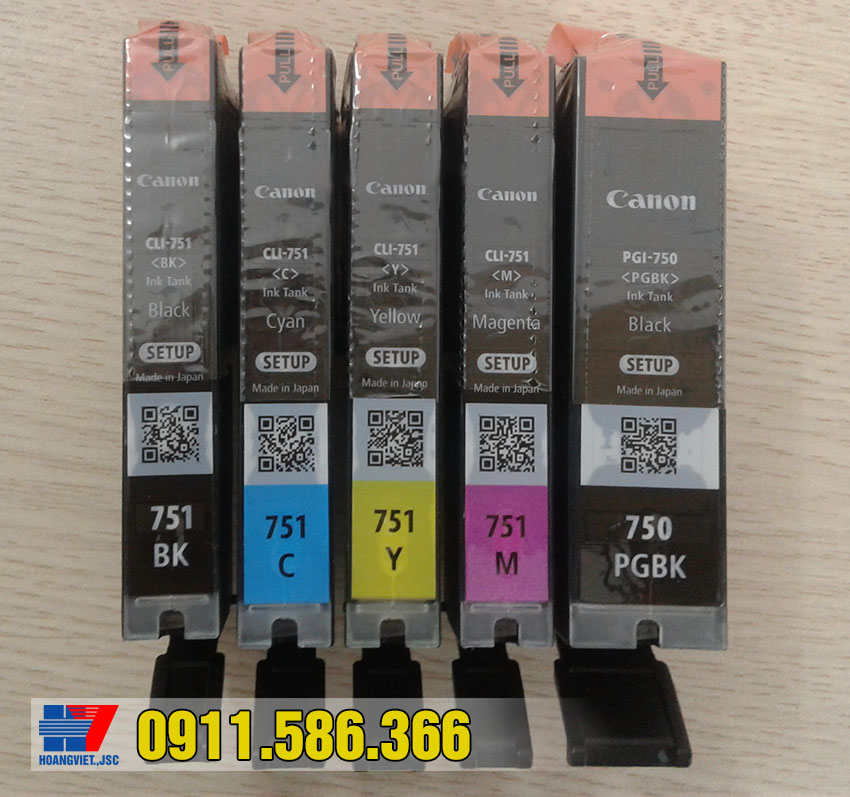 PULL
Canon
CLI-751
<BK>
Ink Tank
Black
SETUP
Made in Japan
751
BK
PULL
Canon
CLI-751
<C>
Ink Tank
Cyan
SETUP
Made in Japan
751
C
PULL
Canon
CLI-751
<Y>
Ink Tank
Yellow
SETUP
Made in Japan
751
Y
PULL
Canon
CLI-751
<M>
Ink Tank
Magenta
SETUP
Made in Japan
751
M
PULL
Canon
PGI-750
<PGBK>
Ink Tank
Black
SETUP
Made in Japan
750
PGBK
HOANGVIET.,JSC
0911.586.366